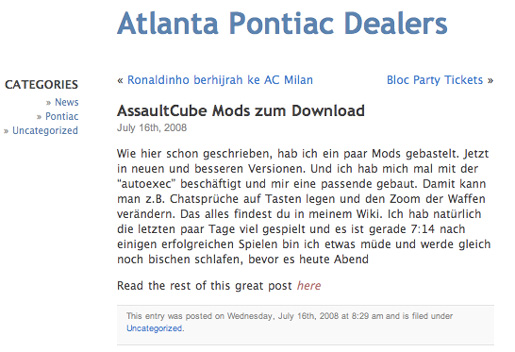 Atlanta Pontiac Dealers
CATEGORIES
» News
» Pontiac
» Uncategorized
« Ronaldinho berhijrah ke AC Milan
Bloc Party Tickets »
AssaultCube Mods zum Download
July 16th, 2008
Wie hier schon geschrieben, hab ich ein paar Mods gebastelt. Jetzt
in neuen und besseren Versionen. Und ich hab mich mal mit der
"autoexec" beschäftigt und mir eine passende gebaut. Damit kann
man z.B. Chatsprüche auf Tasten legen und den Zoom der Waffen
verändern. Das alles findest du in meinem Wiki. Ich hab natürlich
die letzten paar Tage viel gespielt und es ist gerade 7:14 nach
einigen erfolgreichen Spielen bin ich etwas müde und werde gleich
noch bischen schlafen, bevor es heute Abend
Read the rest of this great post here
This entry was posted on Wednesday, July 16th, 2008 at 8:29 am and is filed under
Uncategorized.